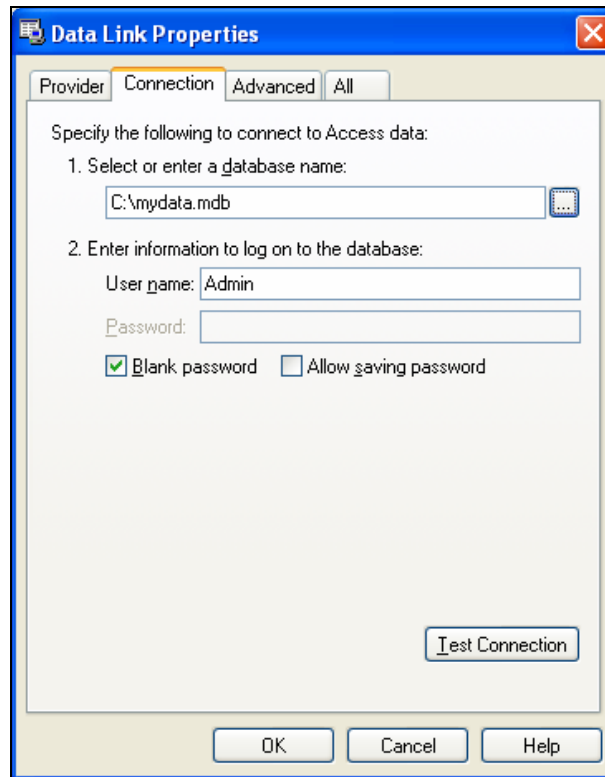 Data Link Properties
Provider Connection Advanced All
Specify the following to connect to Access data:
1. Select or enter a database name:
C:\mydata.mdb ...
2. Enter information to log on to the database:
User name: Admin
Password:
Blank password Allow saving password
Test Connection
OK Cancel Help